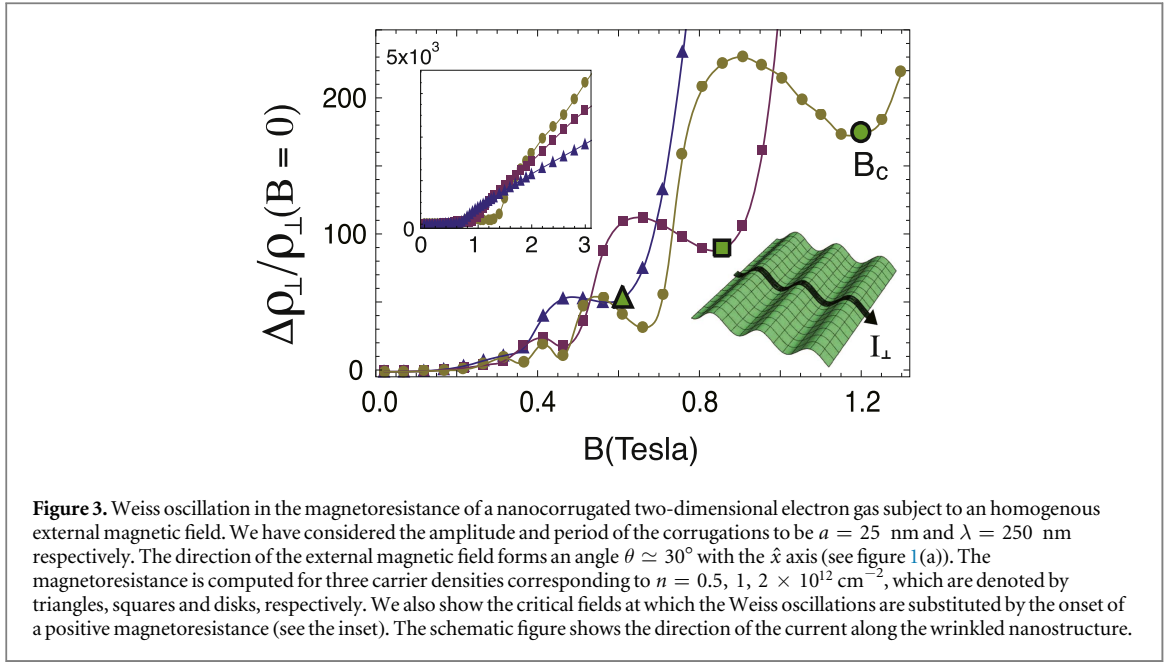 5x10³
0
0 1 2 3
200
100
0
Δρ⊥/ρ⊥(B = 0)
B_C
I⊥
0.0 0.4 0.8 1.2
B(Tesla)
Figure 3. Weiss oscillation in the magnetoresistance of a nanocorrugated two-dimensional electron gas subject to an homogenous
external magnetic field. We have considered the amplitude and period of the corrugations to be a = 25 nm and λ = 250 nm
respectively. The direction of the external magnetic field forms an angle θ ≃ 30° with the x̂ axis (see figure 1(a)). The
magnetoresistance is computed for three carrier densities corresponding to n = 0.5, 1, 2 × 10¹² cm⁻², which are denoted by
triangles, squares and disks, respectively. We also show the critical fields at which the Weiss oscillations are substituted by the onset of
a positive magnetoresistance (see the inset). The schematic figure shows the direction of the current along the wrinkled nanostructure.